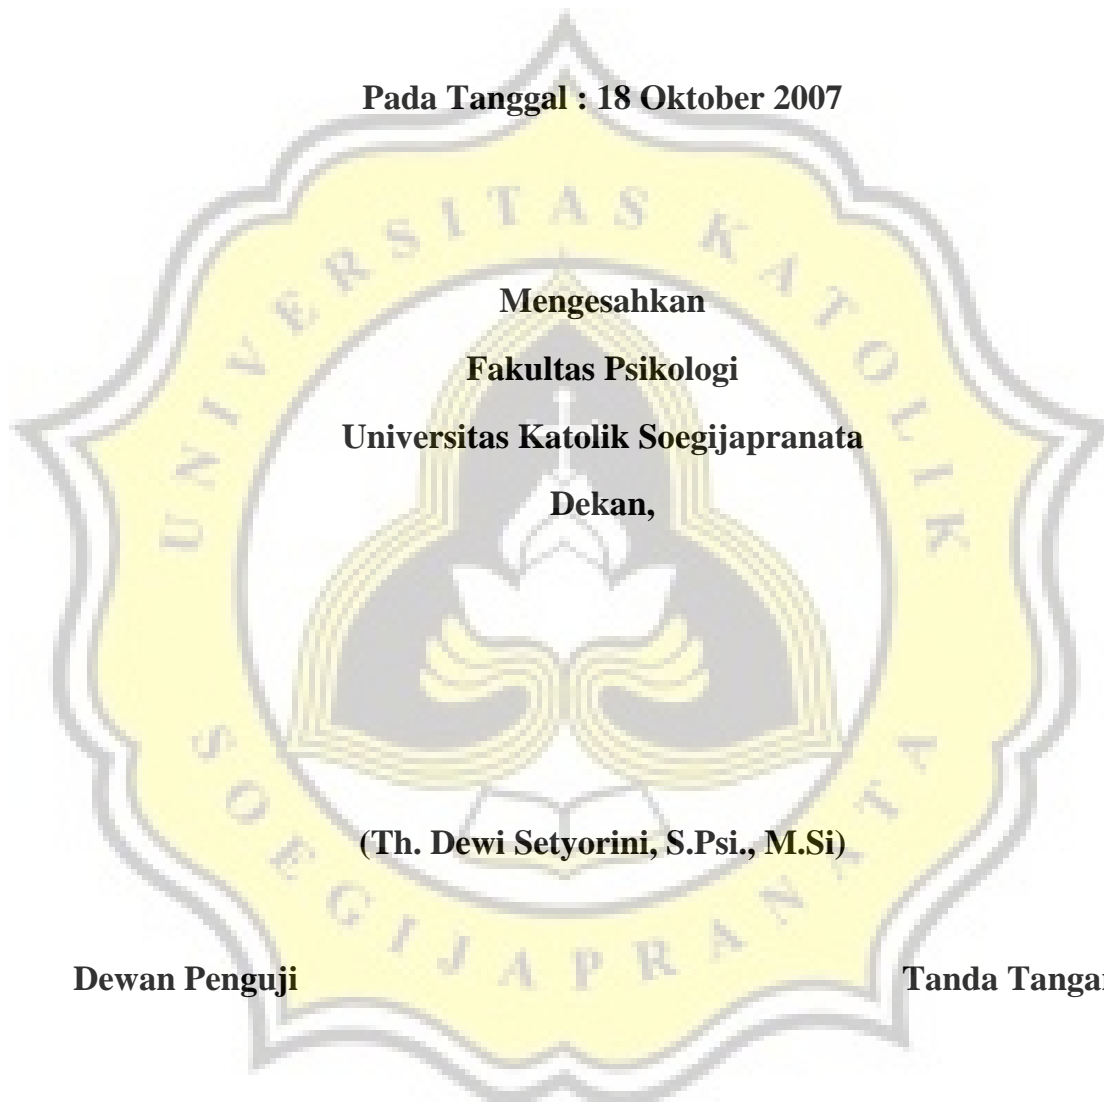 Pada Tanggal : 18 Oktober 2007
UNIVERSITAS KATOLIK
Mengesahkan
Fakultas Psikologi
Universitas Katolik Soegijapranata
Dekan,
(Th. Dewi Setyorini, S.Psi., M.Si)
SOEGIJAPRANATA
Dewan Penguji Tanda Tangan